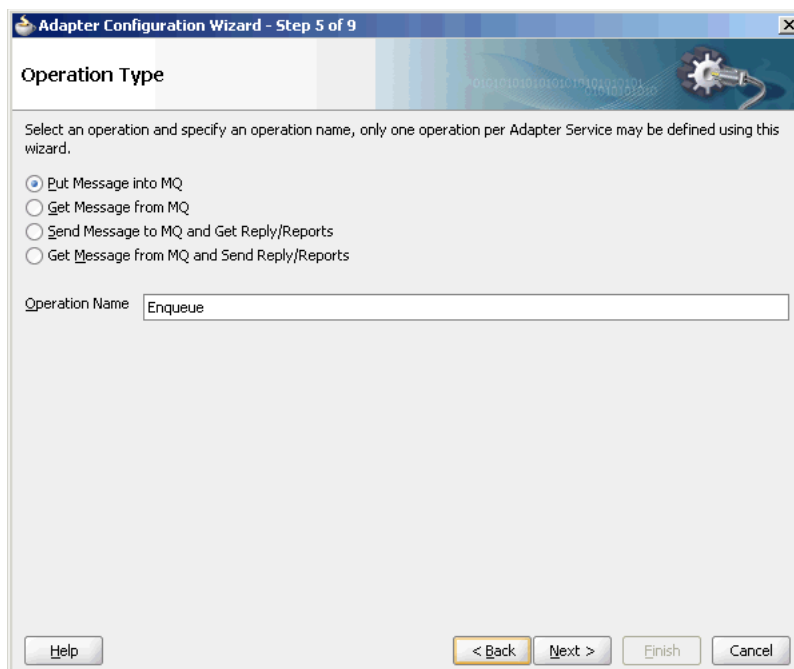 Adapter Configuration Wizard - Step 5 of 9
Operation Type
Select an operation and specify an operation name, only one operation per Adapter Service may be defined using this
wizard.
Put Message into MQ
Get Message from MQ
Send Message to MQ and Get Reply/Reports
Get Message from MQ and Send Reply/Reports
Operation Name Enqueue
Help < Back Next > Finish Cancel